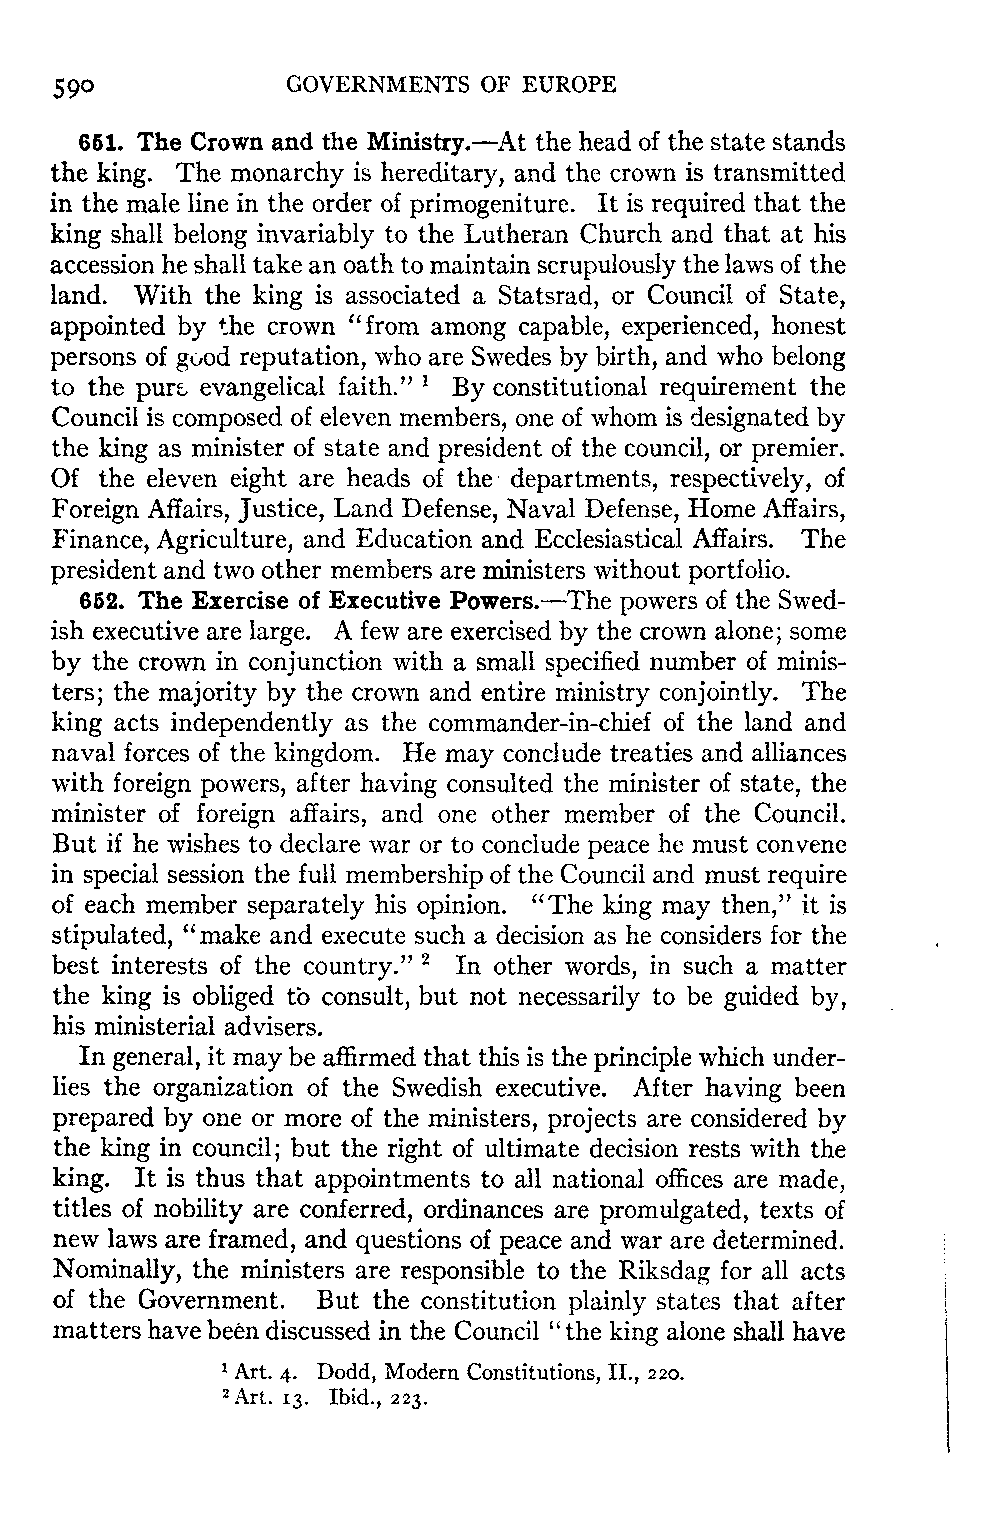 590 GOVERNMENTS OF EUROPE
651. The Crown and the Ministry.—At the head of the state stands
the king. The monarchy is hereditary, and the crown is transmitted
in the male line in the order of primogeniture. It is required that the
king shall belong invariably to the Lutheran Church and that at his
accession he shall take an oath to maintain scrupulously the laws of the
land. With the king is associated a Statsrad, or Council of State,
appointed by the crown “from among capable, experienced, honest
persons of good reputation, who are Swedes by birth, and who belong
to the pure evangelical faith.” ¹ By constitutional requirement the
Council is composed of eleven members, one of whom is designated by
the king as minister of state and president of the council, or premier.
Of the eleven eight are heads of the departments, respectively, of
Foreign Affairs, Justice, Land Defense, Naval Defense, Home Affairs,
Finance, Agriculture, and Education and Ecclesiastical Affairs. The
president and two other members are ministers without portfolio.
652. The Exercise of Executive Powers.—The powers of the Swed-
ish executive are large. A few are exercised by the crown alone; some
by the crown in conjunction with a small specified number of minis-
ters; the majority by the crown and entire ministry conjointly. The
king acts independently as the commander-in-chief of the land and
naval forces of the kingdom. He may conclude treaties and alliances
with foreign powers, after having consulted the minister of state, the
minister of foreign affairs, and one other member of the Council.
But if he wishes to declare war or to conclude peace he must convene
in special session the full membership of the Council and must require
of each member separately his opinion. “The king may then,” it is
stipulated, “make and execute such a decision as he considers for the
best interests of the country.” ² In other words, in such a matter
the king is obliged to consult, but not necessarily to be guided by,
his ministerial advisers.
In general, it may be affirmed that this is the principle which under-
lies the organization of the Swedish executive. After having been
prepared by one or more of the ministers, projects are considered by
the king in council; but the right of ultimate decision rests with the
king. It is thus that appointments to all national offices are made,
titles of nobility are conferred, ordinances are promulgated, texts of
new laws are framed, and questions of peace and war are determined.
Nominally, the ministers are responsible to the Riksdag for all acts
of the Government. But the constitution plainly states that after
matters have been discussed in the Council “the king alone shall have
¹ Art. 4. Dodd, Modern Constitutions, II., 220.
² Art. 13. Ibid., 223.